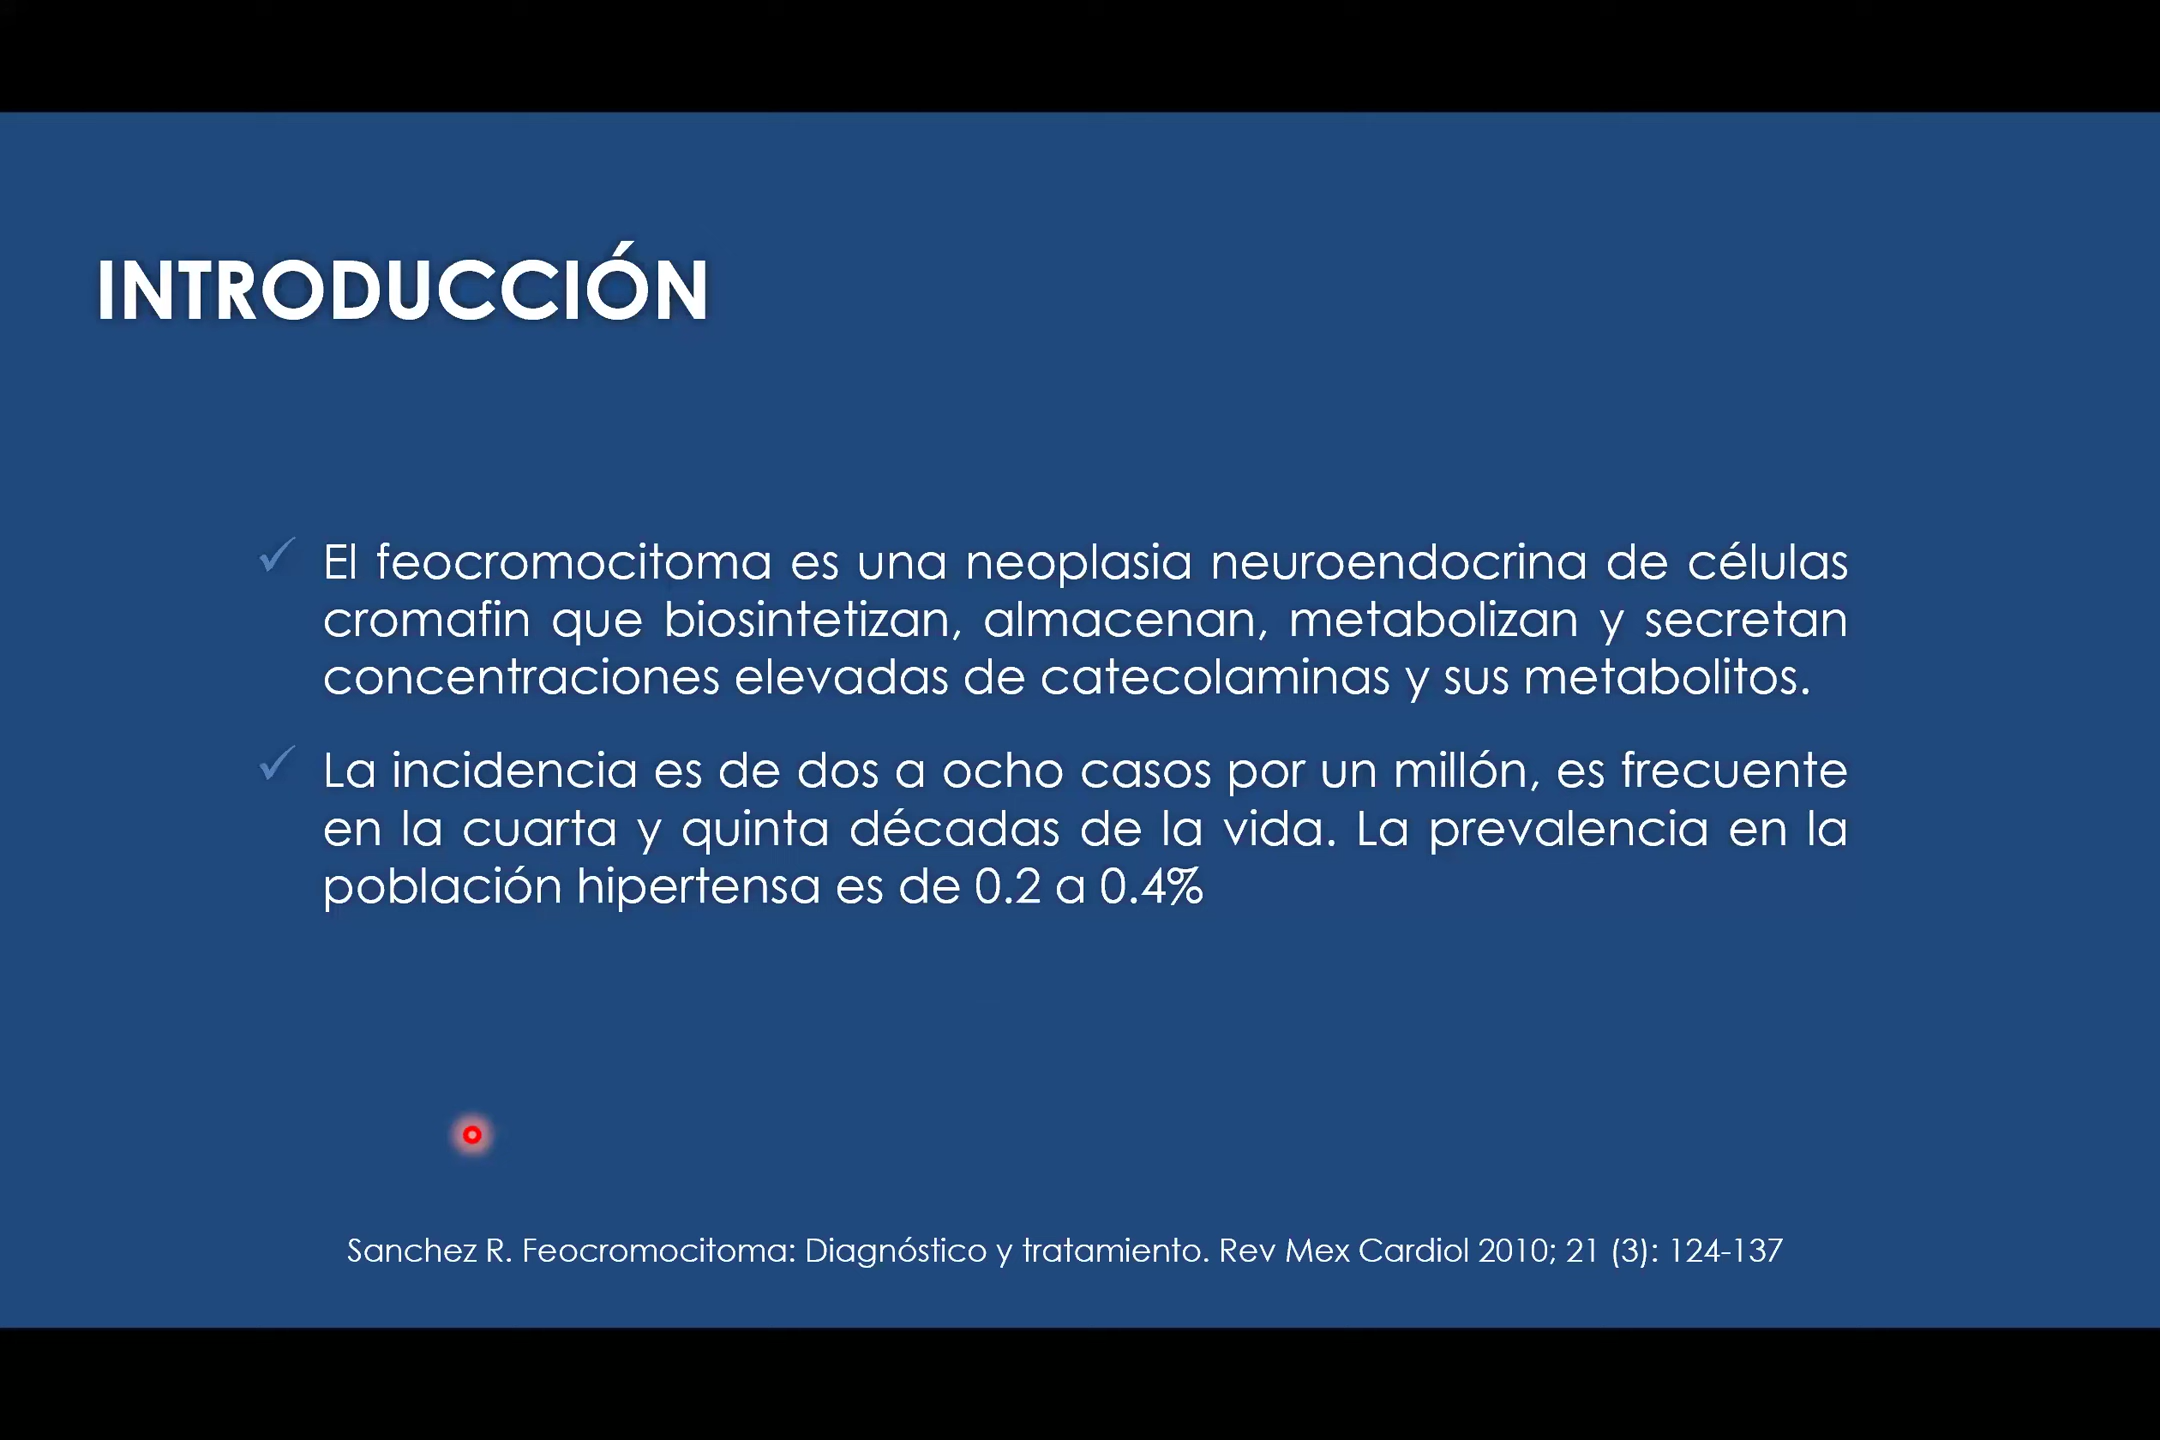 INTRODUCCIÓN
El feocromocitoma es una neoplasia neuroendocrina de células
cromafin que biosintetizan, almacenan, metabolizan y secretan
concentraciones elevadas de catecolaminas y sus metabolitos.
La incidencia es de dos a ocho casos por un millón, es frecuente
en la cuarta y quinta décadas de la vida. La prevalencia en la
población hipertensa es de 0.2 a 0.4%
Sanchez R. Feocromocitoma: Diagnóstico y tratamiento. Rev Mex Cardiol 2010; 21 (3): 124-137